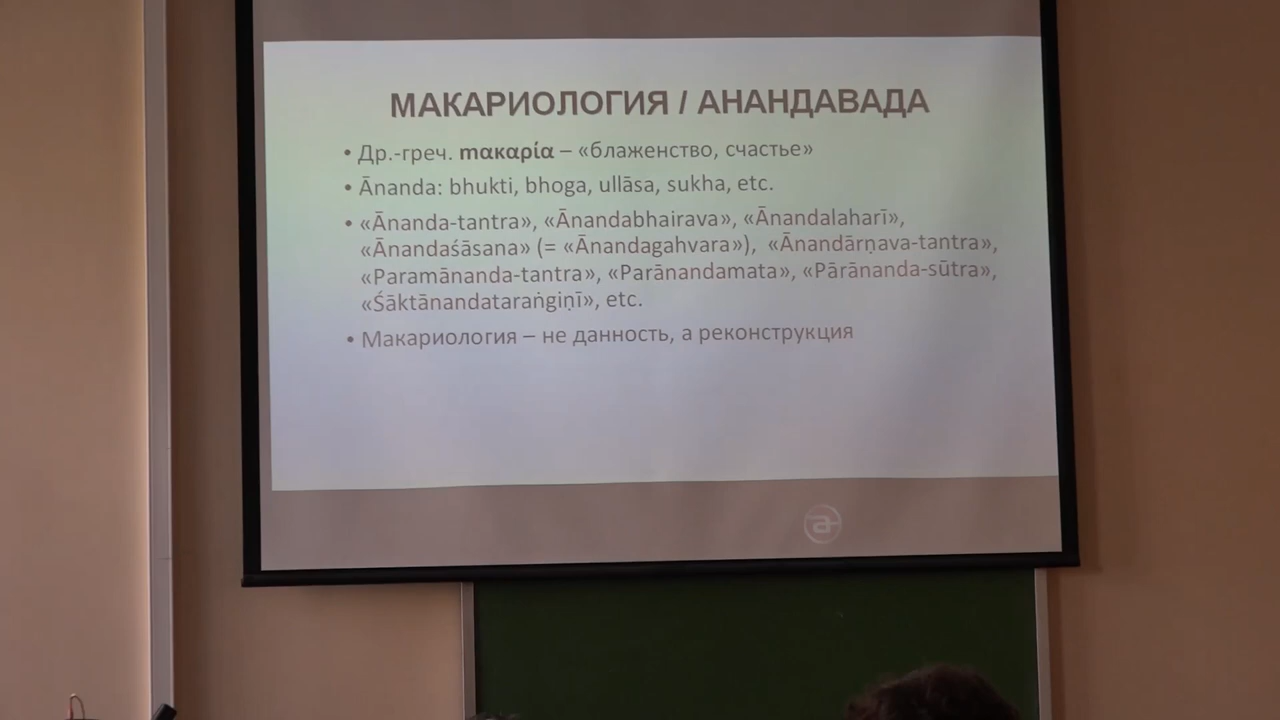 МАКАРИОЛОГИЯ / АНАНДАВАДА
• Др.-греч. mακαρία – «блаженство, счастье»
• Ānanda: bhukti, bhoga, ullāsa, sukha, etc.
• «Ānanda-tantra», «Ānandabhairava», «Ānandalaharī»,
«Ānandaśāsana» (= «Ānandagahvara»), «Ānandārṇava-tantra»,
«Paramānanda-tantra», «Parānandamata», «Pārānanda-sūtra»,
«Śāktānandataraṅgiṇī», etc.
• Макариология – не данность, а реконструкция